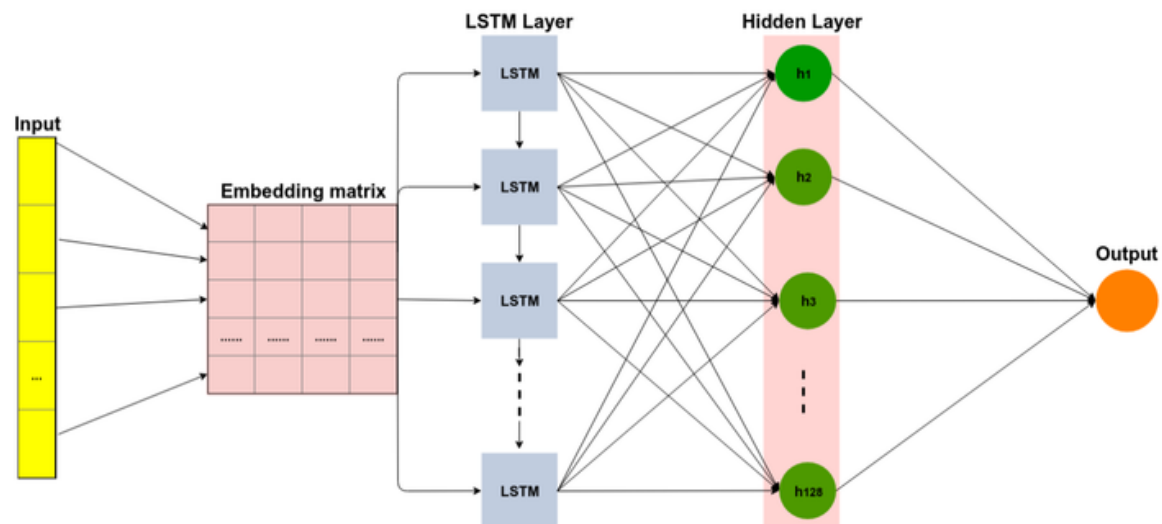 LSTM Layer
Hidden Layer
Input
Embedding matrix
Output
LSTM
LSTM
LSTM
LSTM
h1
h2
h3
h128
...
...... ...... ...... ......